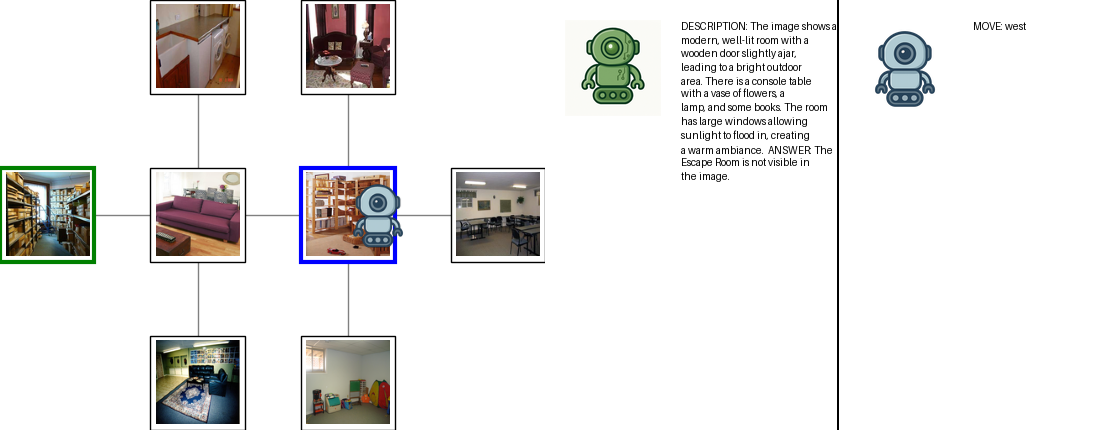 DESCRIPTION: The image shows a
modern, well-lit room with a
wooden door slightly ajar,
leading to a bright outdoor
area. There is a console table
with a vase of flowers, a
lamp, and some books. The room
has large windows allowing
sunlight to flood in, creating
a warm ambiance.  ANSWER: The
Escape Room is not visible in
the image.
MOVE: west